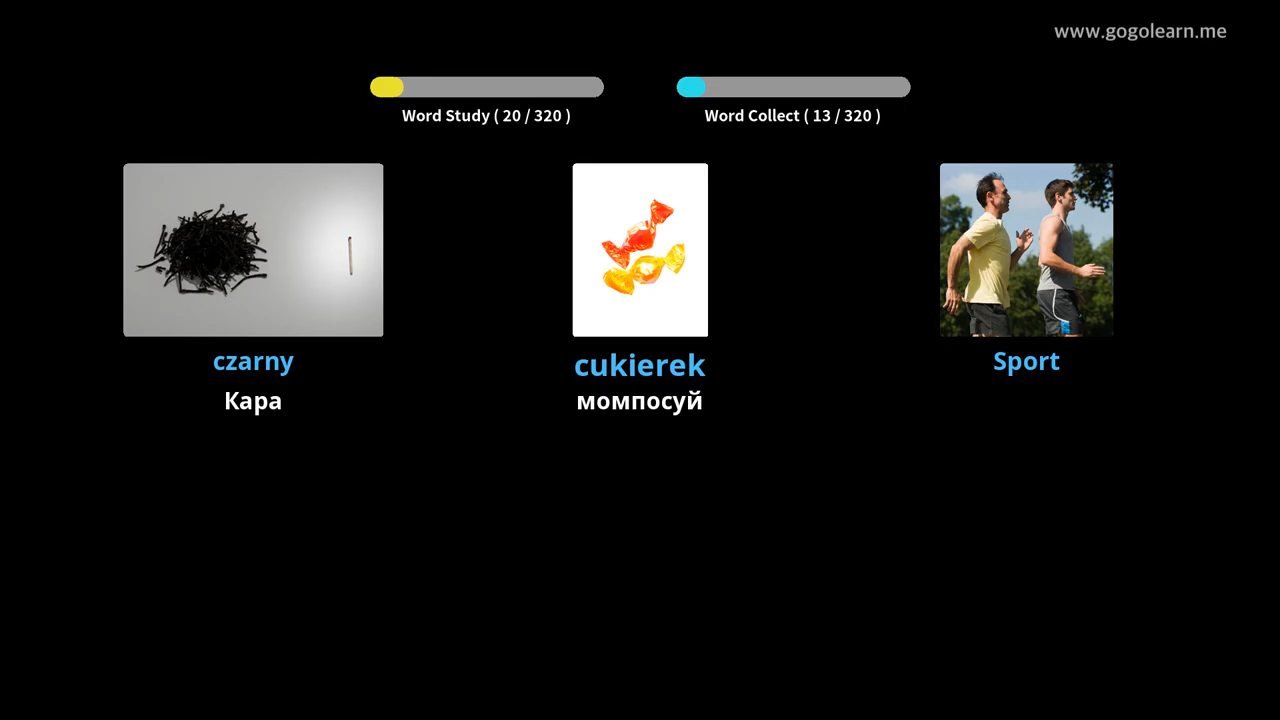 www.gogolearn.me
Word Study ( 20 / 320 )
Word Collect ( 13 / 320 )
czarny
Кара
cukierek
момпосуй
Sport